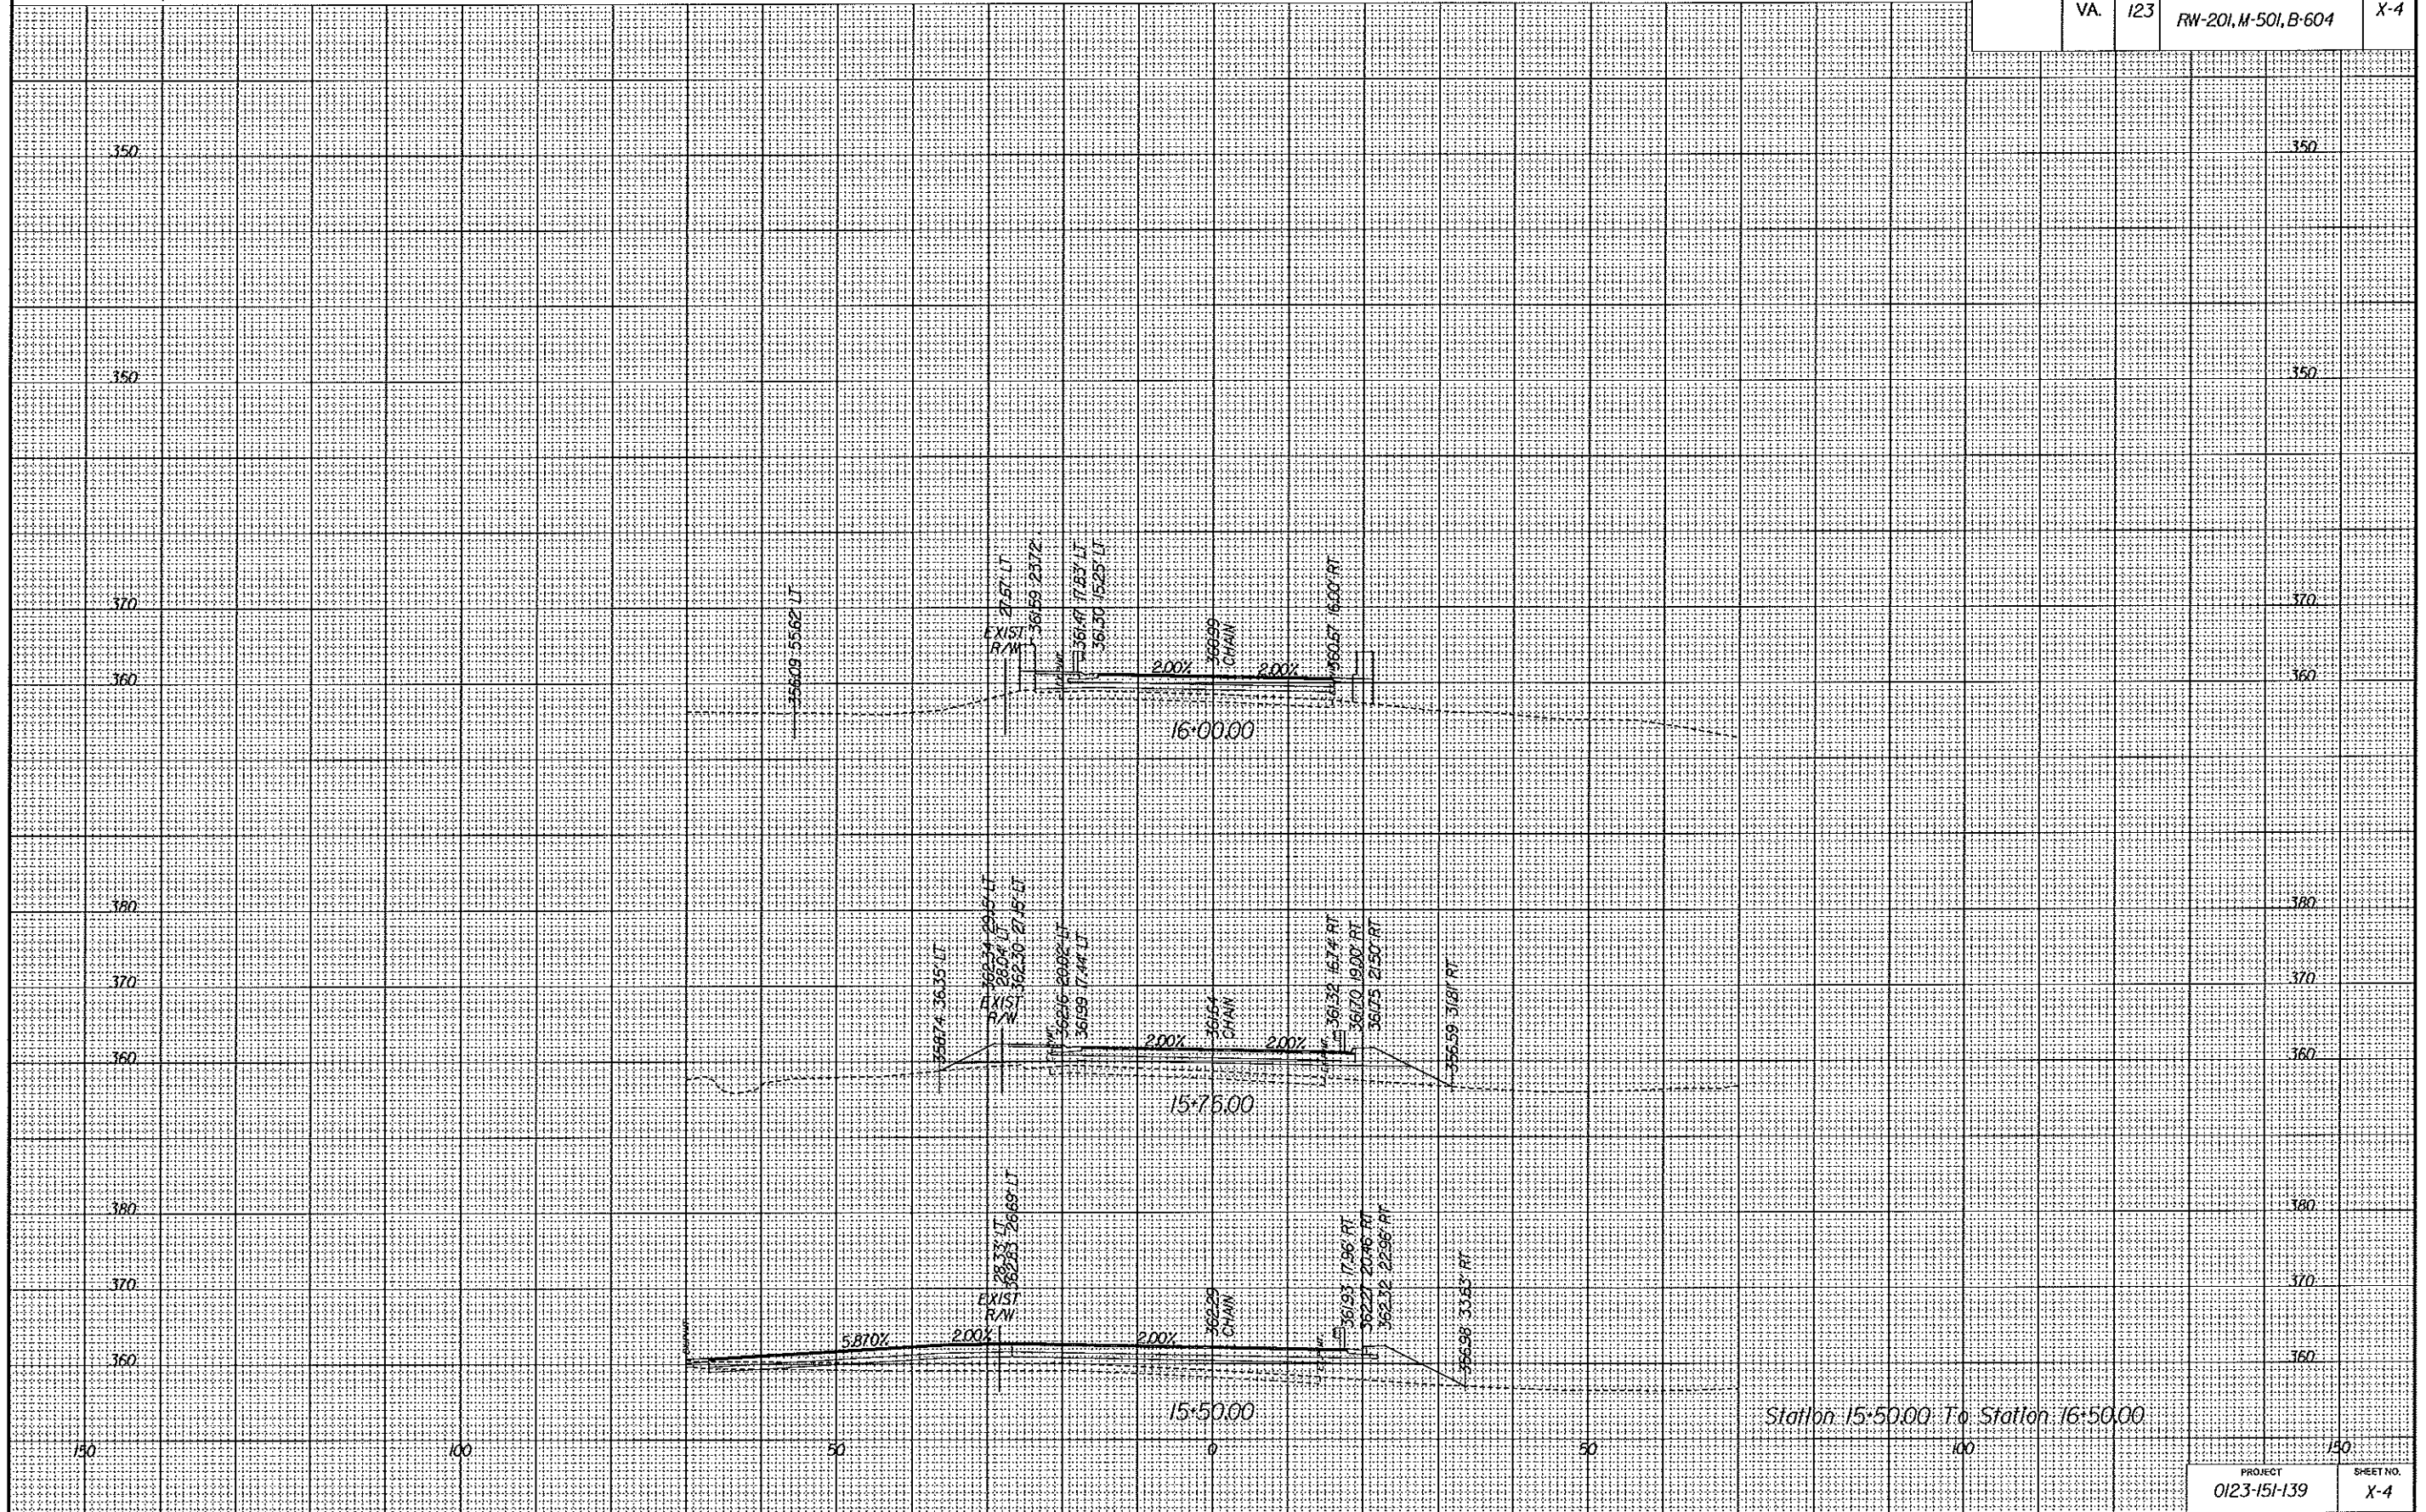 VA. 123 RW-201, M-501, B-604 X-4
350 350
350 350
370 370
356.09 55.62' LT
27.57' LT
EXIST R/W
361.59 23.72'
361.47 17.83' LT
361.30 15.25' LT
2.00%
360.99 CHAIN
2.00%
360.67 16.00' RT
360 360
16+00.00
380 380
370 370
358.74 36.35' LT
362.34 29.15' LT
28.04' LT
EXIST R/W
362.30 27.15' LT
362.16 20.02' LT
361.99 17.44' LT
2.00%
361.64 CHAIN
2.00%
361.32 16.74' RT
361.70 19.00' RT
361.75 21.50' RT
356.59 31.81' RT
360 360
15+75.00
380 380
370 370
28.33' LT
EXIST R/W
362.83 26.89' LT
5.870%
2.00%
2.00%
362.29 CHAIN
361.93 17.96' RT
362.27 20.46' RT
362.32 22.96' RT
356.98 33.63' RT
360 360
15+50.00
Station 15+50.00 To Station 16+50.00
150 100 50 0 50 100 150
PROJECT
0123-151-139
SHEET NO.
X-4